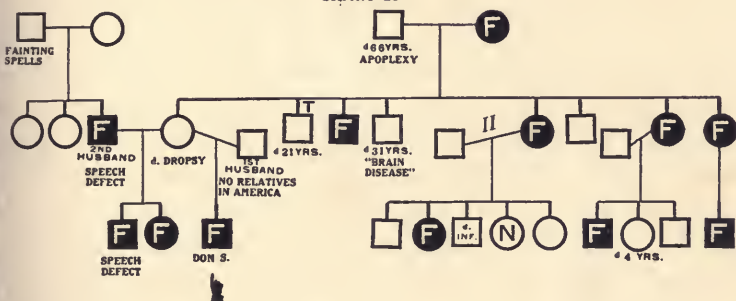 F
FAINTING
SPELLS
d 66 YRS.
APOPLEXY
T
F
F
II
F
F
F
2ND
HUSBAND
SPEECH
DEFECT
d. DROPSY
1ST
HUSBAND
NO RELATIVES
IN AMERICA
d 21 YRS.
d 31 YRS.
"BRAIN
DISEASE"
F
F
F
F
d.
INF.
N
F
F
SPEECH
DEFECT
DON S.
d 4 YRS.